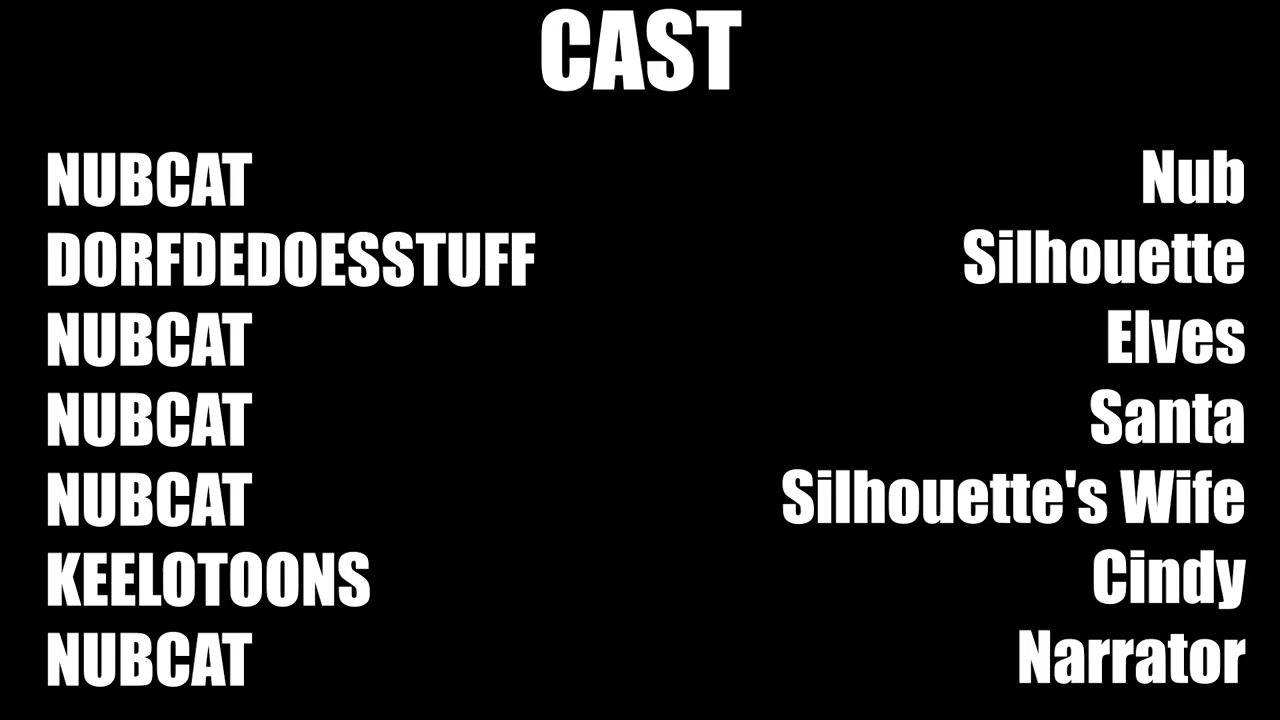 CAST
NUBCAT Nub
DORFDEDOESSTUFF Silhouette
NUBCAT Elves
NUBCAT Santa
NUBCAT Silhouette's Wife
KEELOTOONS Cindy
NUBCAT Narrator